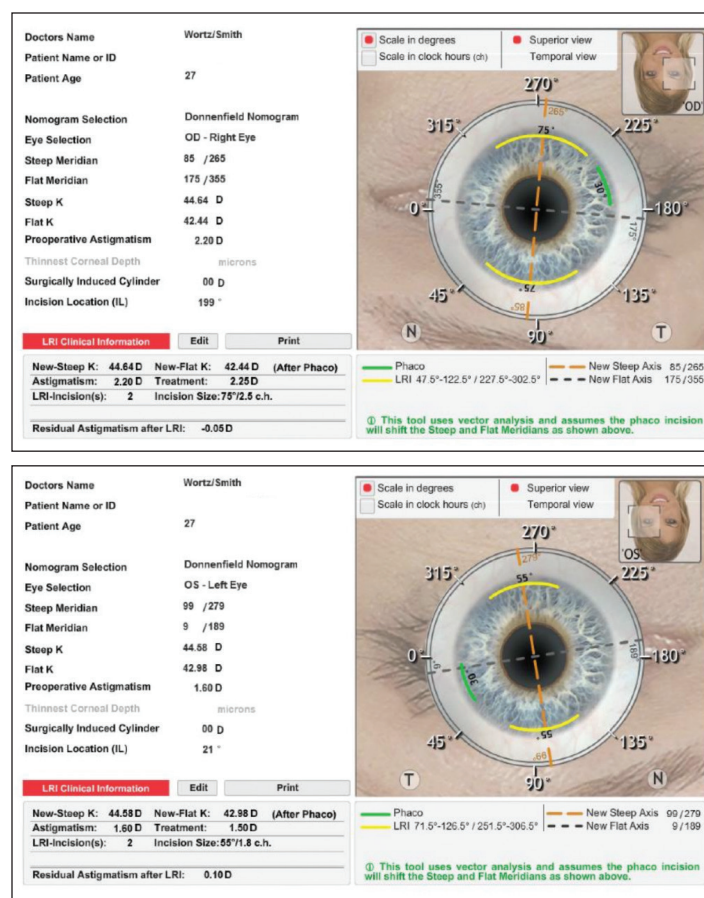 Doctors Name Wortz/Smith
Patient Name or ID
Patient Age 27
Nomogram Selection Donnenfield Nomogram
Eye Selection OD - Right Eye
Steep Meridian 85 /265
Flat Meridian 175 /355
Steep K 44.64 D
Flat K 42.44 D
Preoperative Astigmatism 2.20 D
Thinnest Corneal Depth microns
Surgically Induced Cylinder 00 D
Incision Location (IL) 199 °
LRI Clinical Information Edit Print
New-Steep K: 44.64 D New-Flat K: 42.44 D (After Phaco)
Astigmatism: 2.20 D Treatment: 2.25 D
LRI-Incision(s): 2 Incision Size: 75°/2.5 c.h.
Residual Astigmatism after LRI: -0.05 D
Scale in degrees Superior view
Scale in clock hours (ch) Temporal view
'OD'
270°
265°
315° 75° 225°
30°
355°
0° 180°
175°
45° 75° 135°
85°
N 90° T
Phaco New Steep Axis 85/265
LRI 47.5°-122.5° / 227.5°-302.5° New Flat Axis 175/355
① This tool uses vector analysis and assumes the phaco incision
will shift the Steep and Flat Meridians as shown above.
Doctors Name Wortz/Smith
Patient Name or ID
Patient Age 27
Nomogram Selection Donnenfield Nomogram
Eye Selection OS - Left Eye
Steep Meridian 99 /279
Flat Meridian 9 /189
Steep K 44.58 D
Flat K 42.98 D
Preoperative Astigmatism 1.60 D
Thinnest Corneal Depth microns
Surgically Induced Cylinder 00 D
Incision Location (IL) 21 °
LRI Clinical Information Edit Print
New-Steep K: 44.58 D New-Flat K: 42.98 D (After Phaco)
Astigmatism: 1.60 D Treatment: 1.50 D
LRI-Incision(s): 2 Incision Size: 55°/1.8 c.h.
Residual Astigmatism after LRI: 0.10 D
Scale in degrees Superior view
Scale in clock hours (ch) Temporal view
'OS'
270°
279°
315° 55° 225°
189°
0° 180°
9°
30°
45° 55° 135°
99°
T 90° N
Phaco New Steep Axis 99/279
LRI 71.5°-126.5° / 251.5°-306.5° New Flat Axis 9/189
① This tool uses vector analysis and assumes the phaco incision
will shift the Steep and Flat Meridians as shown above.